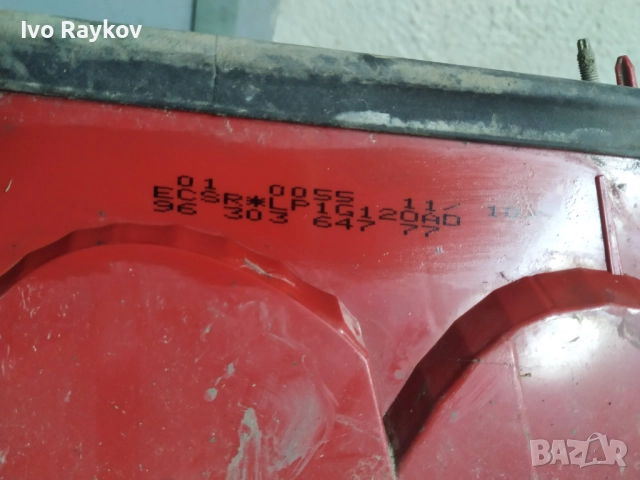 Ivo Raykov
01 0055 11/
ECSR*LP1G120AD
96 303 647 77
BAZAR